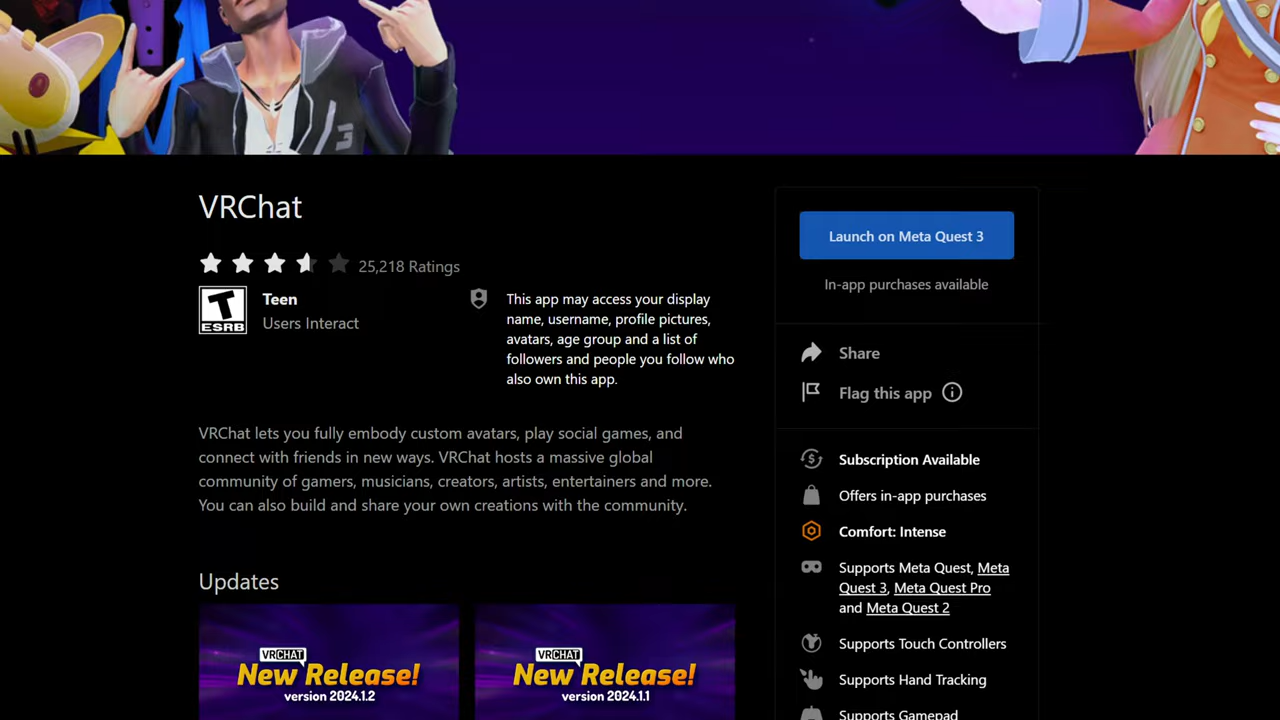 VRChat
25,218 Ratings
T
ESRB
Teen
Users Interact
This app may access your display
name, username, profile pictures,
avatars, age group and a list of
followers and people you follow who
also own this app.
VRChat lets you fully embody custom avatars, play social games, and
connect with friends in new ways. VRChat hosts a massive global
community of gamers, musicians, creators, artists, entertainers and more.
You can also build and share your own creations with the community.
Updates
VRCHAT
New Release!
version 2024.1.2
VRCHAT
New Release!
version 2024.1.1
Launch on Meta Quest 3
In-app purchases available
Share
Flag this app
Subscription Available
Offers in-app purchases
Comfort: Intense
Supports Meta Quest, Meta
Quest 3, Meta Quest Pro
and Meta Quest 2
Supports Touch Controllers
Supports Hand Tracking
Supports Gamepad